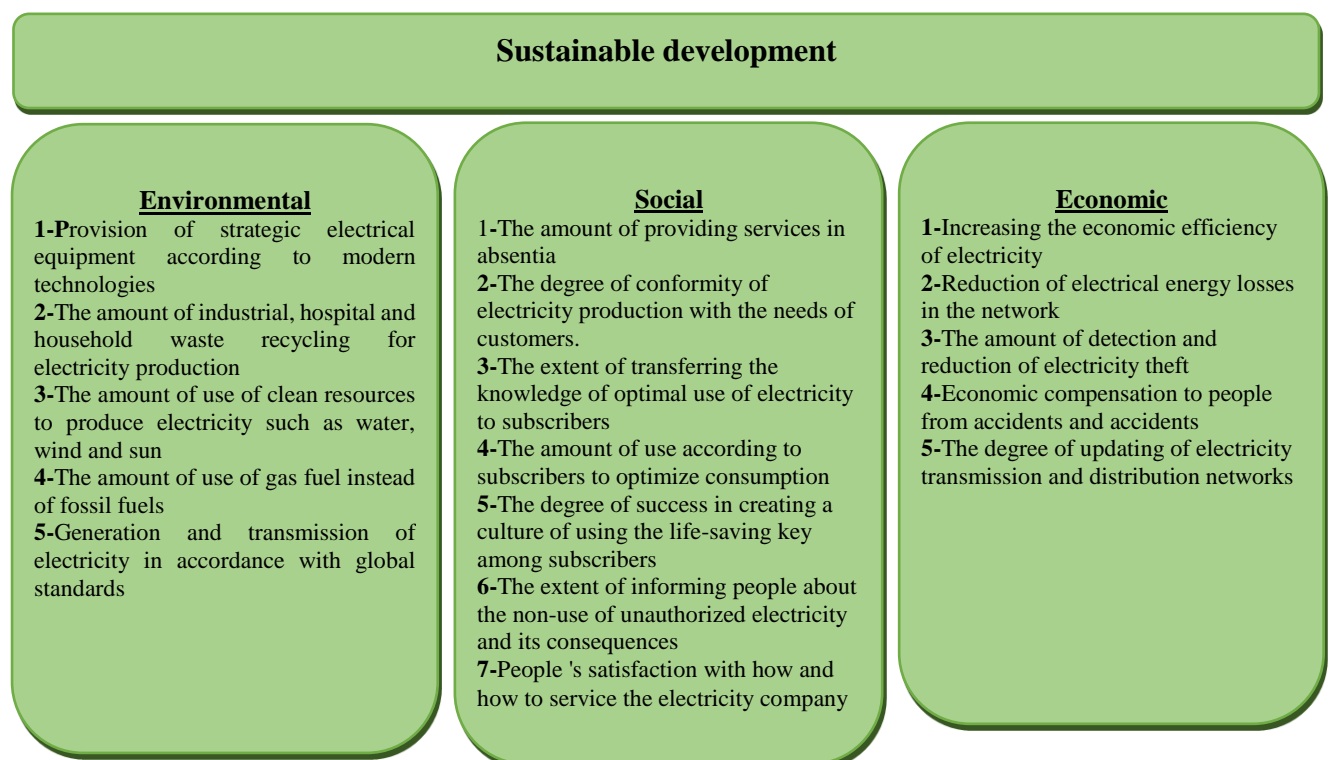 Sustainable development
Environmental
1-Provision of strategic electrical
equipment according to modern
technologies
2-The amount of industrial, hospital and
household waste recycling for
electricity production
3-The amount of use of clean resources
to produce electricity such as water,
wind and sun
4-The amount of use of gas fuel instead
of fossil fuels
5-Generation and transmission of
electricity in accordance with global
standards
Social
1-The amount of providing services in
absentia
2-The degree of conformity of
electricity production with the needs of
customers.
3-The extent of transferring the
knowledge of optimal use of electricity
to subscribers
4-The amount of use according to
subscribers to optimize consumption
5-The degree of success in creating a
culture of using the life-saving key
among subscribers
6-The extent of informing people about
the non-use of unauthorized electricity
and its consequences
7-People 's satisfaction with how and
how to service the electricity company
Economic
1-Increasing the economic efficiency
of electricity
2-Reduction of electrical energy losses
in the network
3-The amount of detection and
reduction of electricity theft
4-Economic compensation to people
from accidents and accidents
5-The degree of updating of electricity
transmission and distribution networks